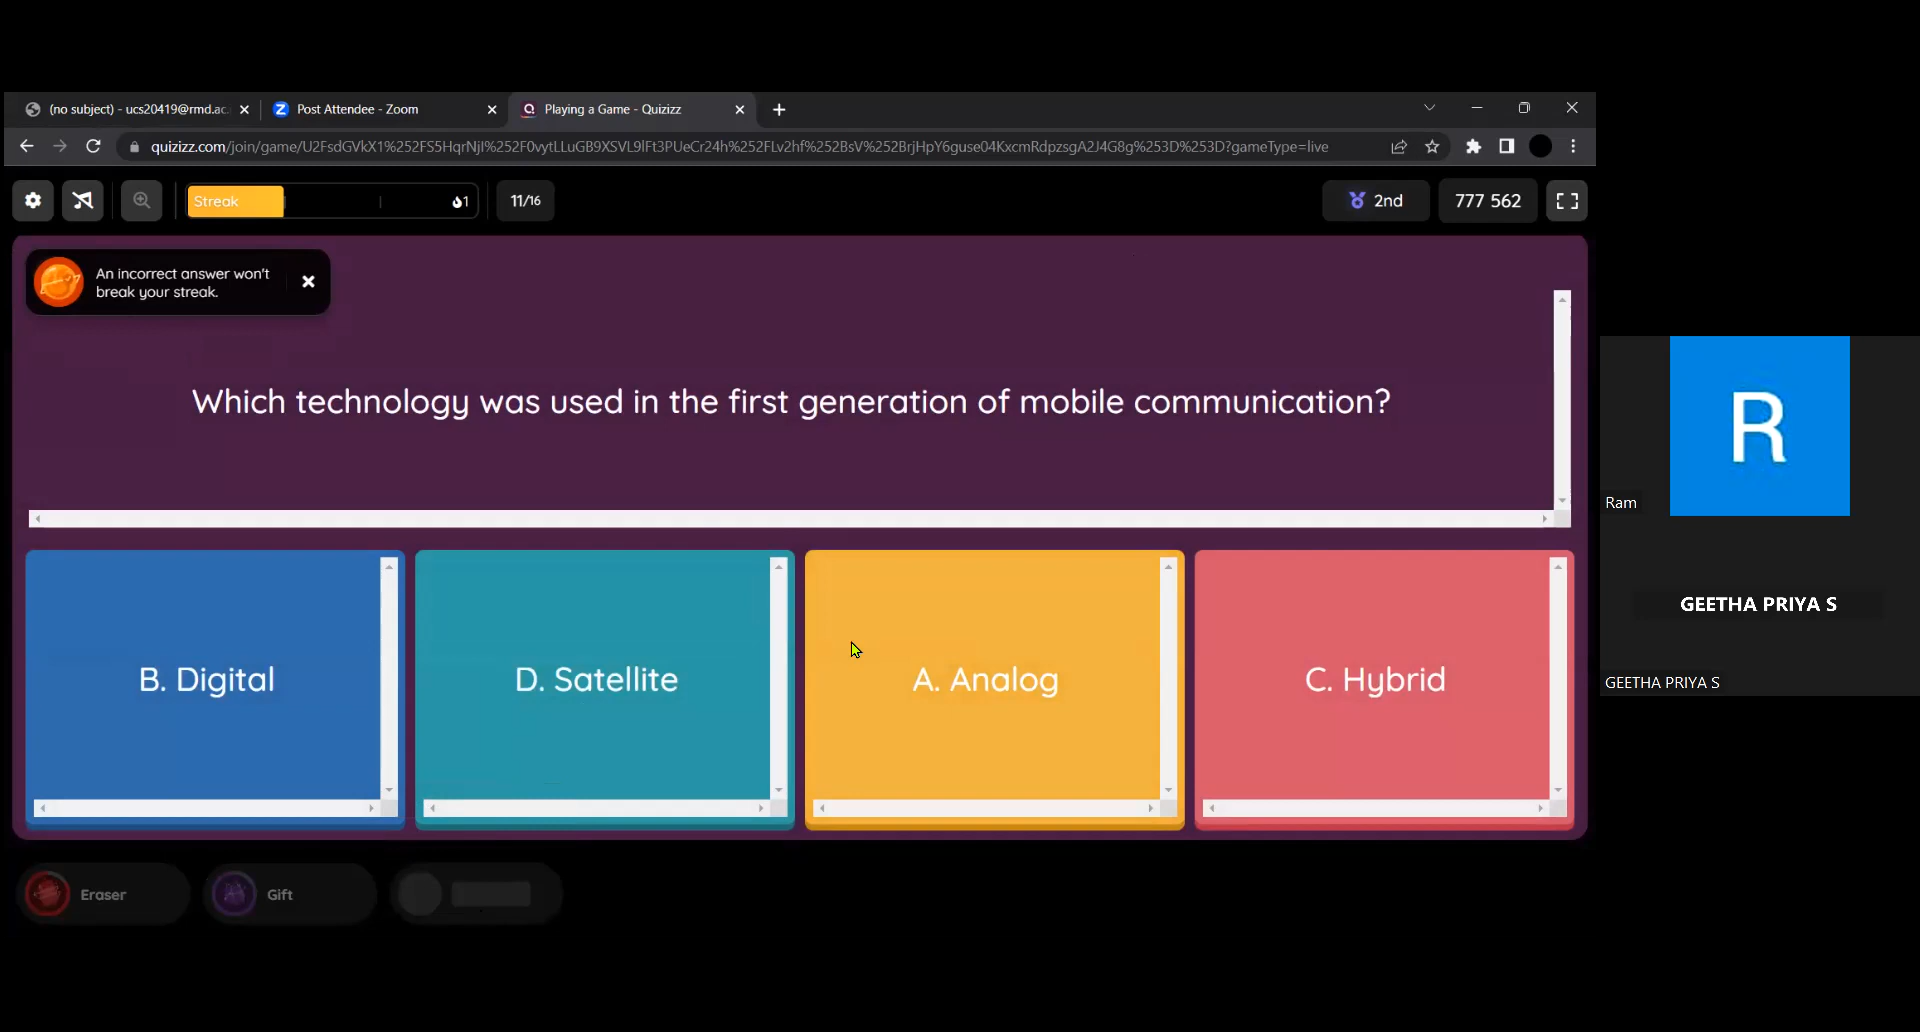 (no subject) - ucs20419@rmd.ac.
Post Attendee - Zoom
Playing a Game - Quizizz
quizizz.com/join/game/U2FsdGVkX1%252FS5HqrNjI%252F0vytLLuGB9XSVL9lFt3PUeCr24h%252FLv2hf%252BsV%252BrjHpY6guse04KxcmRdpzsgA2J4G8g%253D%253D?gameType=live
Streak
1
11/16
2nd
777 562
An incorrect answer won't
break your streak.
Which technology was used in the first generation of mobile communication?
B. Digital
D. Satellite
A. Analog
C. Hybrid
Eraser
Gift
R
Ram
GEETHA PRIYA S
GEETHA PRIYA S